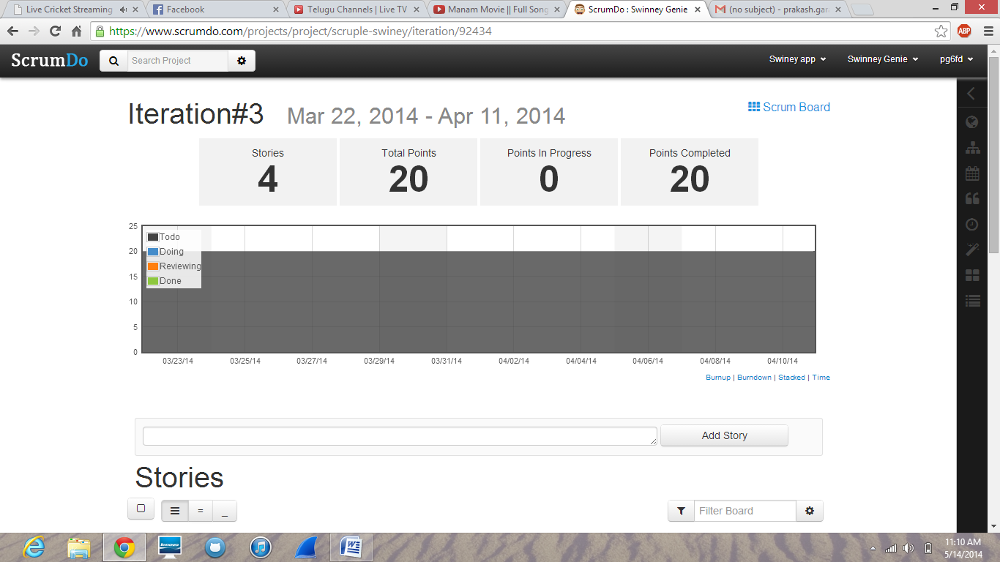 Live Cricket Streaming
Facebook
Telugu Channels | Live TV
Manam Movie || Full Song
ScrumDo : Swinney Genie
(no subject) - prakash.gar
https://www.scrumdo.com/projects/project/scruple-swiney/iteration/92434
ABP
ScrumDo
Search Project
Swiney app
Swinney Genie
pg6fd
Iteration#3 Mar 22, 2014 - Apr 11, 2014
Scrum Board
Stories
4
Total Points
20
Points In Progress
0
Points Completed
20
25
20
15
10
5
0
Todo
Doing
Reviewing
Done
03/23/14 03/25/14 03/27/14 03/29/14 03/31/14 04/02/14 04/04/14 04/06/14 04/08/14 04/10/14
Burnup | Burndown | Stacked | Time
Add Story
Stories
= _
Filter Board
lenovo
11:10 AM
5/14/2014